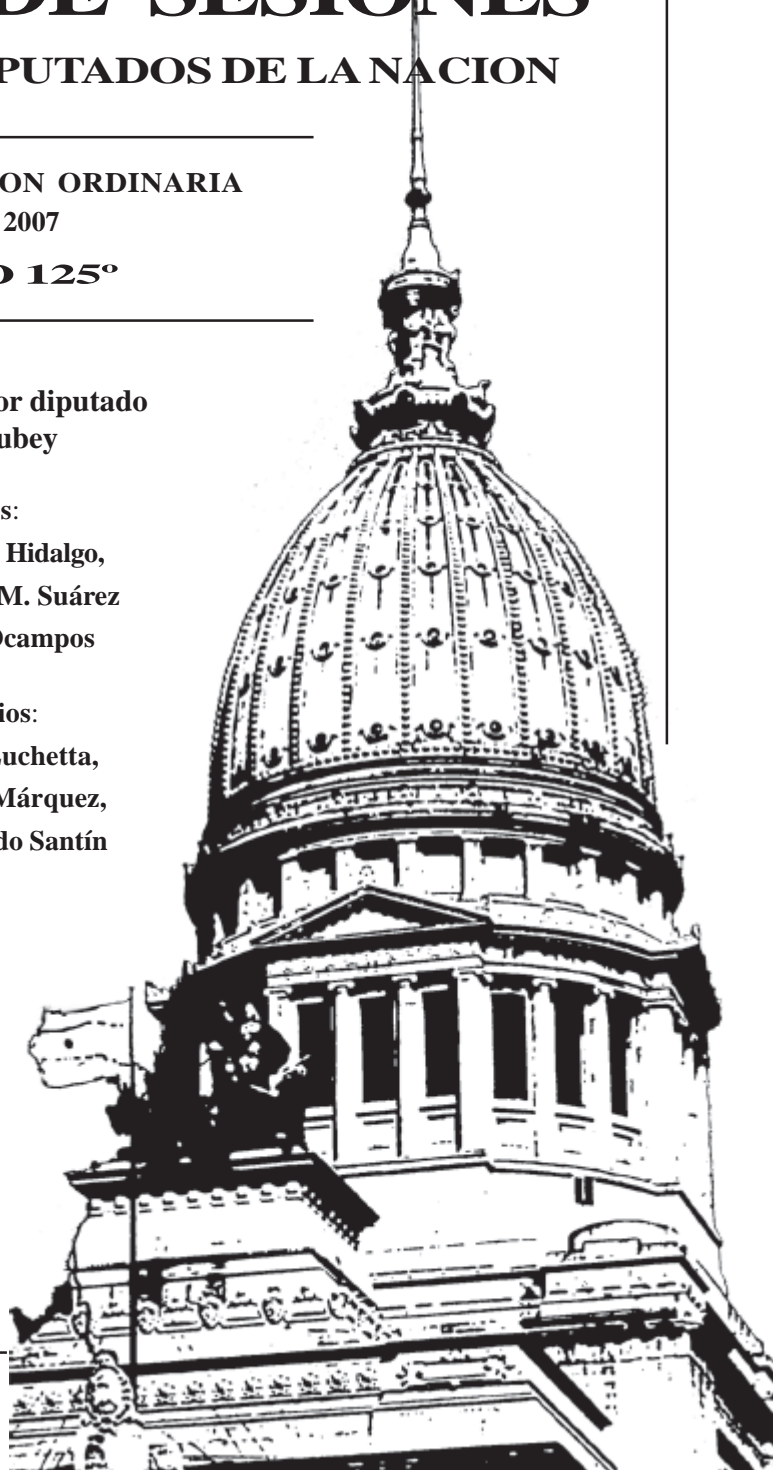 DE SESIONES
PUTADOS DE LA NACION
ON ORDINARIA
2007
O 125º
or diputado
ubey
s:
Hidalgo,
M. Suárez
Ocampos
ios:
Luchetta,
Márquez,
do Santín